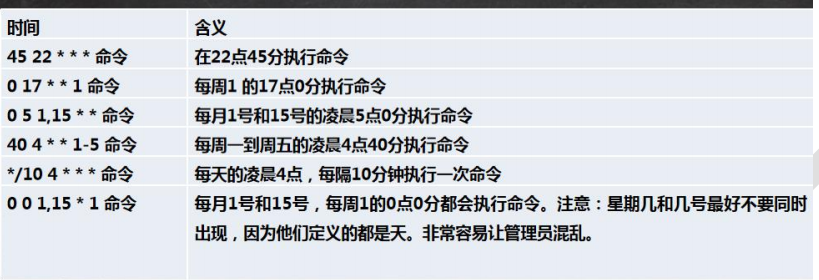 时间 含义
45 22 * * * 命令 在22点45分执行命令
0 17 * * 1 命令 每周1 的17点0分执行命令
0 5 1,15 * * 命令 每月1号和15号的凌晨5点0分执行命令
40 4 * * 1-5 命令 每周一到周五的凌晨4点40分执行命令
*/10 4 * * * 命令 每天的凌晨4点，每隔10分钟执行一次命令
0 0 1,15 * 1 命令 每月1号和15号，每周1的0点0分都会执行命令。注意：星期几和几号最好不要同时
出现，因为他们定义的都是天。非常容易让管理员混乱。